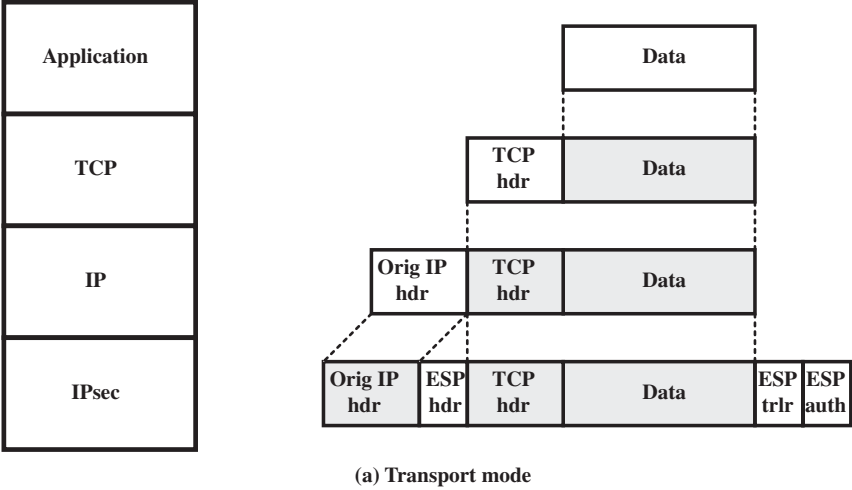 Application
Data
TCP
TCP
hdr
Data
IP
Orig IP
hdr
TCP
hdr
Data
IPsec
Orig IP
hdr
ESP
hdr
TCP
hdr
Data
ESP
trlr
ESP
auth
(a) Transport mode